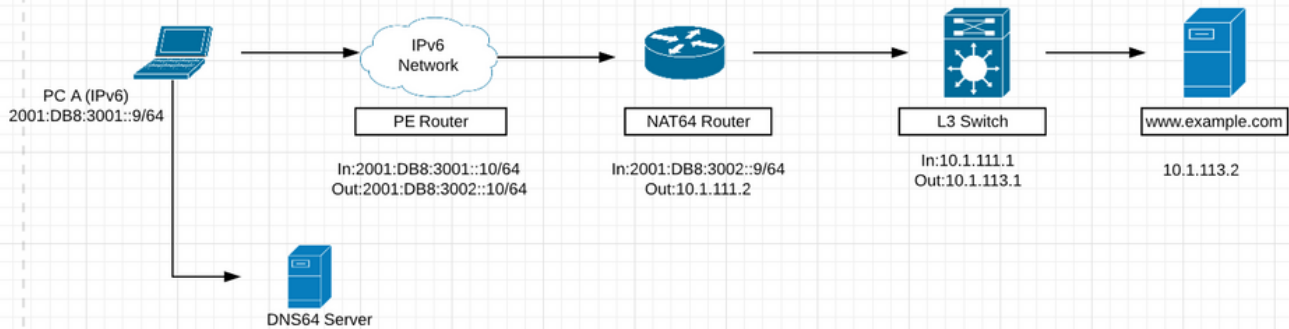 IPv6
Network
PC A (IPv6)
2001:DB8:3001::9/64
PE Router
NAT64 Router
L3 Switch
www.example.com
In:2001:DB8:3001::10/64
Out:2001:DB8:3002::10/64
In:2001:DB8:3002::9/64
Out:10.1.111.2
In:10.1.111.1
Out:10.1.113.1
10.1.113.2
DNS64 Server